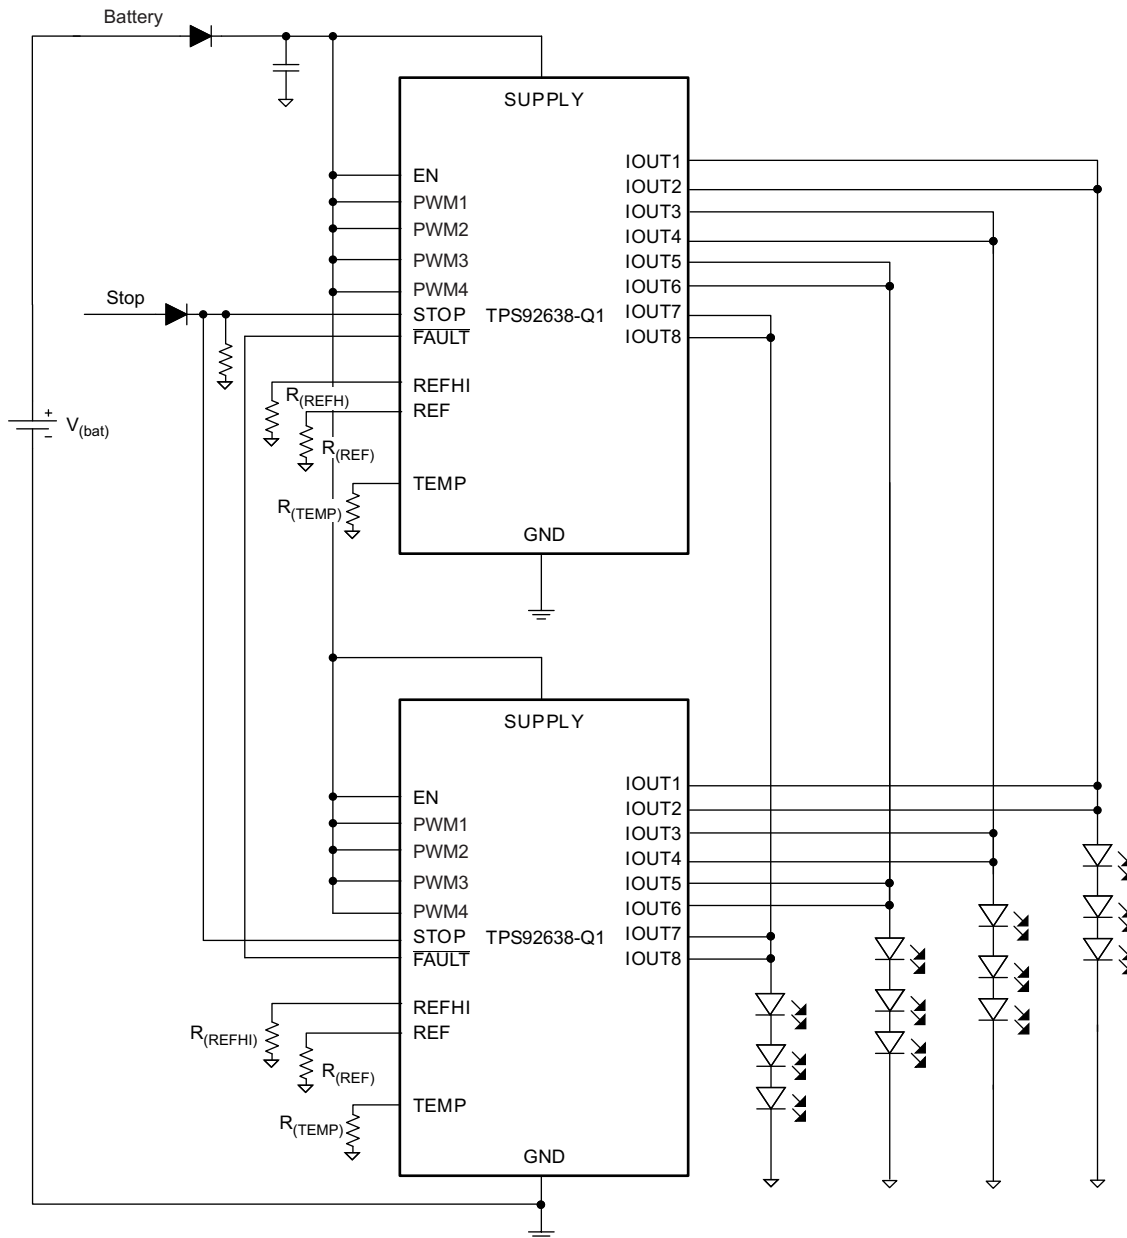 Battery
SUPPLY
EN
PWM1
PWM2
PWM3
PWM4
STOP
FAULT
REFHI
REF
TEMP
GND
TPS92638-Q1
IOUT1
IOUT2
IOUT3
IOUT4
IOUT5
IOUT6
IOUT7
IOUT8
Stop
R(REFH)
R(REF)
R(TEMP)
+
V(bat)
–
SUPPLY
EN
PWM1
PWM2
PWM3
PWM4
STOP
FAULT
REFHI
REF
TEMP
GND
TPS92638-Q1
IOUT1
IOUT2
IOUT3
IOUT4
IOUT5
IOUT6
IOUT7
IOUT8
R(REFHI)
R(REF)
R(TEMP)